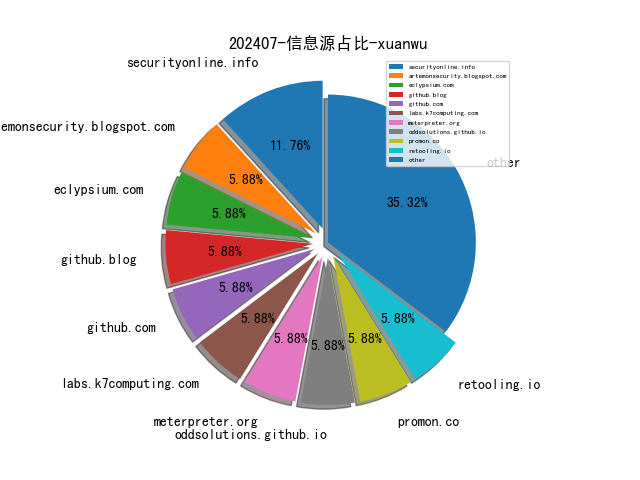 202407-信息源占比-xuanwu
securityonline.info
emonsecurity.blogspot.com
eclypsium.com
github.blog
github.com
labs.k7computing.com
meterpreter.org
oddsolutions.github.io
promon.co
retooling.io
other
11.76%
5.88%
5.88%
5.88%
5.88%
5.88%
5.88%
5.88%
5.88%
5.88%
35.32%
securityonline.info
artemonsecurity.blogspot.com
eclypsium.com
github.blog
github.com
labs.k7computing.com
meterpreter.org
oddsolutions.github.io
promon.co
retooling.io
other